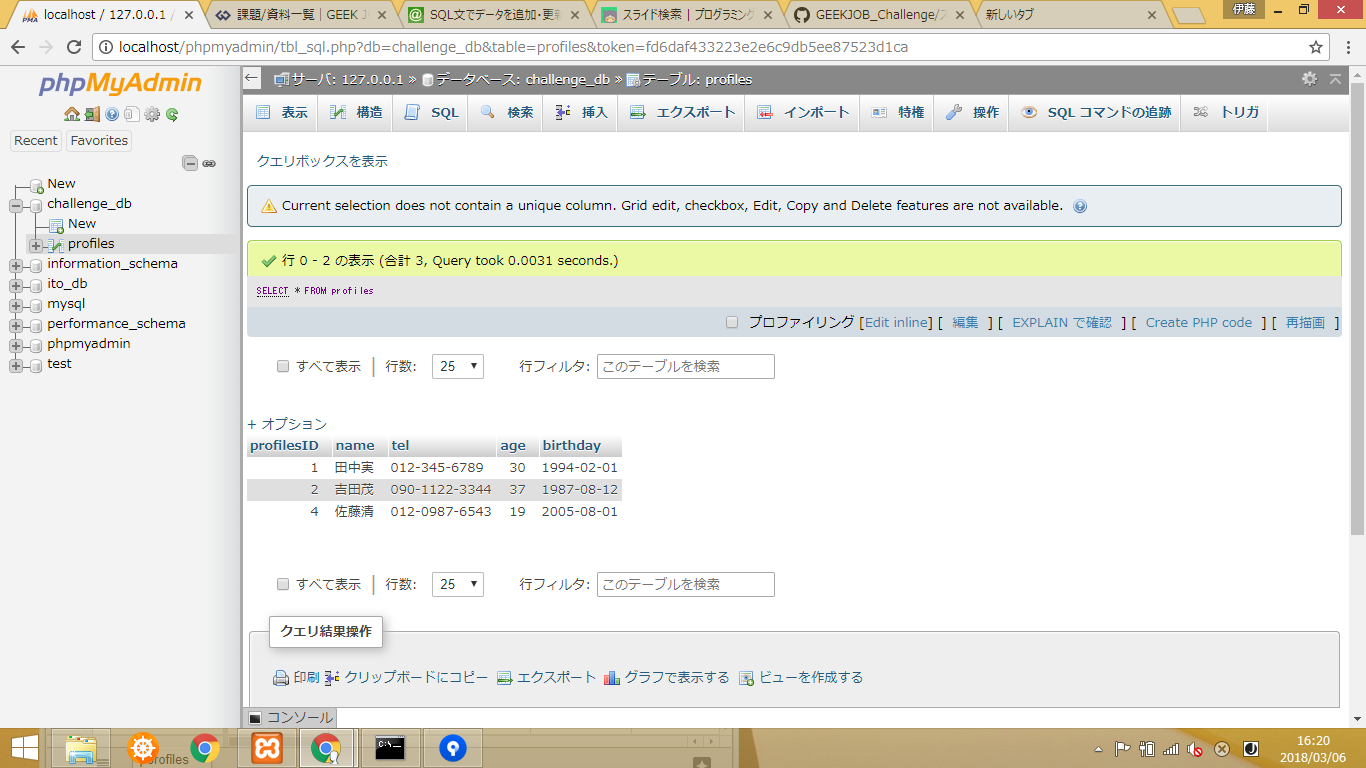 localhost / 127.0.0.1 / 課題/資料一覧 | GEEK J SQL文でデータを追加・更新 スライド検索 | プログラミング GEEKJOB_Challenge/ス 新しいタブ 伊藤
localhost/phpmyadmin/tbl_sql.php?db=challenge_db&table=profiles&token=fd6daf433223e2e6c9db5ee87523d1ca
phpMyAdmin
Recent Favorites
New
challenge_db
New
profiles
information_schema
ito_db
mysql
performance_schema
phpmyadmin
test
サーバ: 127.0.0.1 » データベース: challenge_db » テーブル: profiles
表示 構造 SQL 検索 挿入 エクスポート インポート 特権 操作 SQL コマンドの追跡 トリガ
クエリボックスを表示
Current selection does not contain a unique column. Grid edit, checkbox, Edit, Copy and Delete features are not available.
行 0 - 2 の表示 (合計 3, Query took 0.0031 seconds.)
SELECT * FROM profiles
プロファイリング [Edit inline] [ 編集 ] [ EXPLAIN で確認 ] [ Create PHP code ] [ 再描画 ]
すべて表示 | 行数: 25 行フィルタ: このテーブルを検索
+ オプション
profilesID name tel age birthday
1 田中実 012-345-6789 30 1994-02-01
2 吉田茂 090-1122-3344 37 1987-08-12
4 佐藤清 012-0987-6543 19 2005-08-01
すべて表示 | 行数: 25 行フィルタ: このテーブルを検索
クエリ結果操作
印刷 クリップボードにコピー エクスポート グラフで表示する ビューを作成する
コンソール
profiles
16:20
2018/03/06